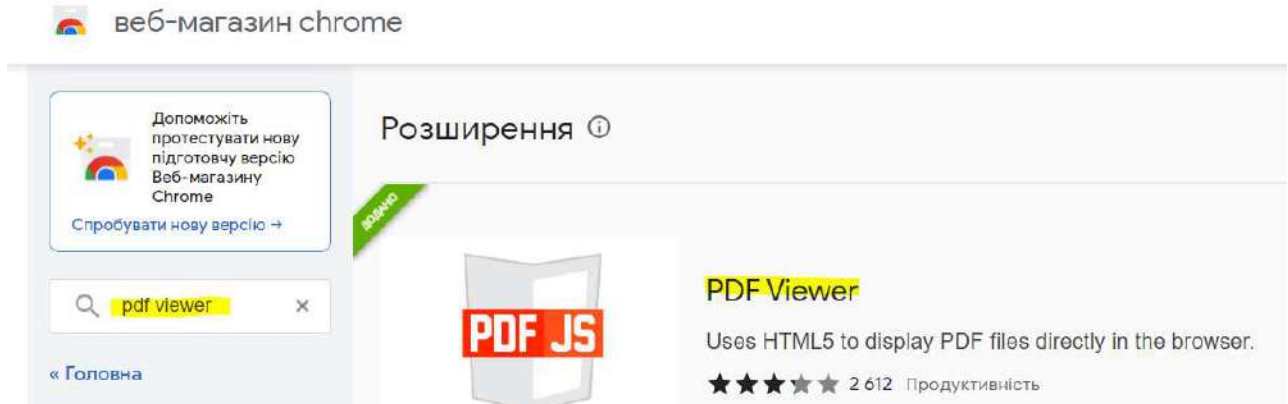 веб-магазин chrome
Допоможіть
протестувати нову
підготовчу версію
Веб-магазину
Chrome
Спробувати нову версію →
pdf viewer ×
« Головна
Розширення
ДОДАНО
PDF JS
PDF Viewer
Uses HTML5 to display PDF files directly in the browser.
2 612 Продуктивність